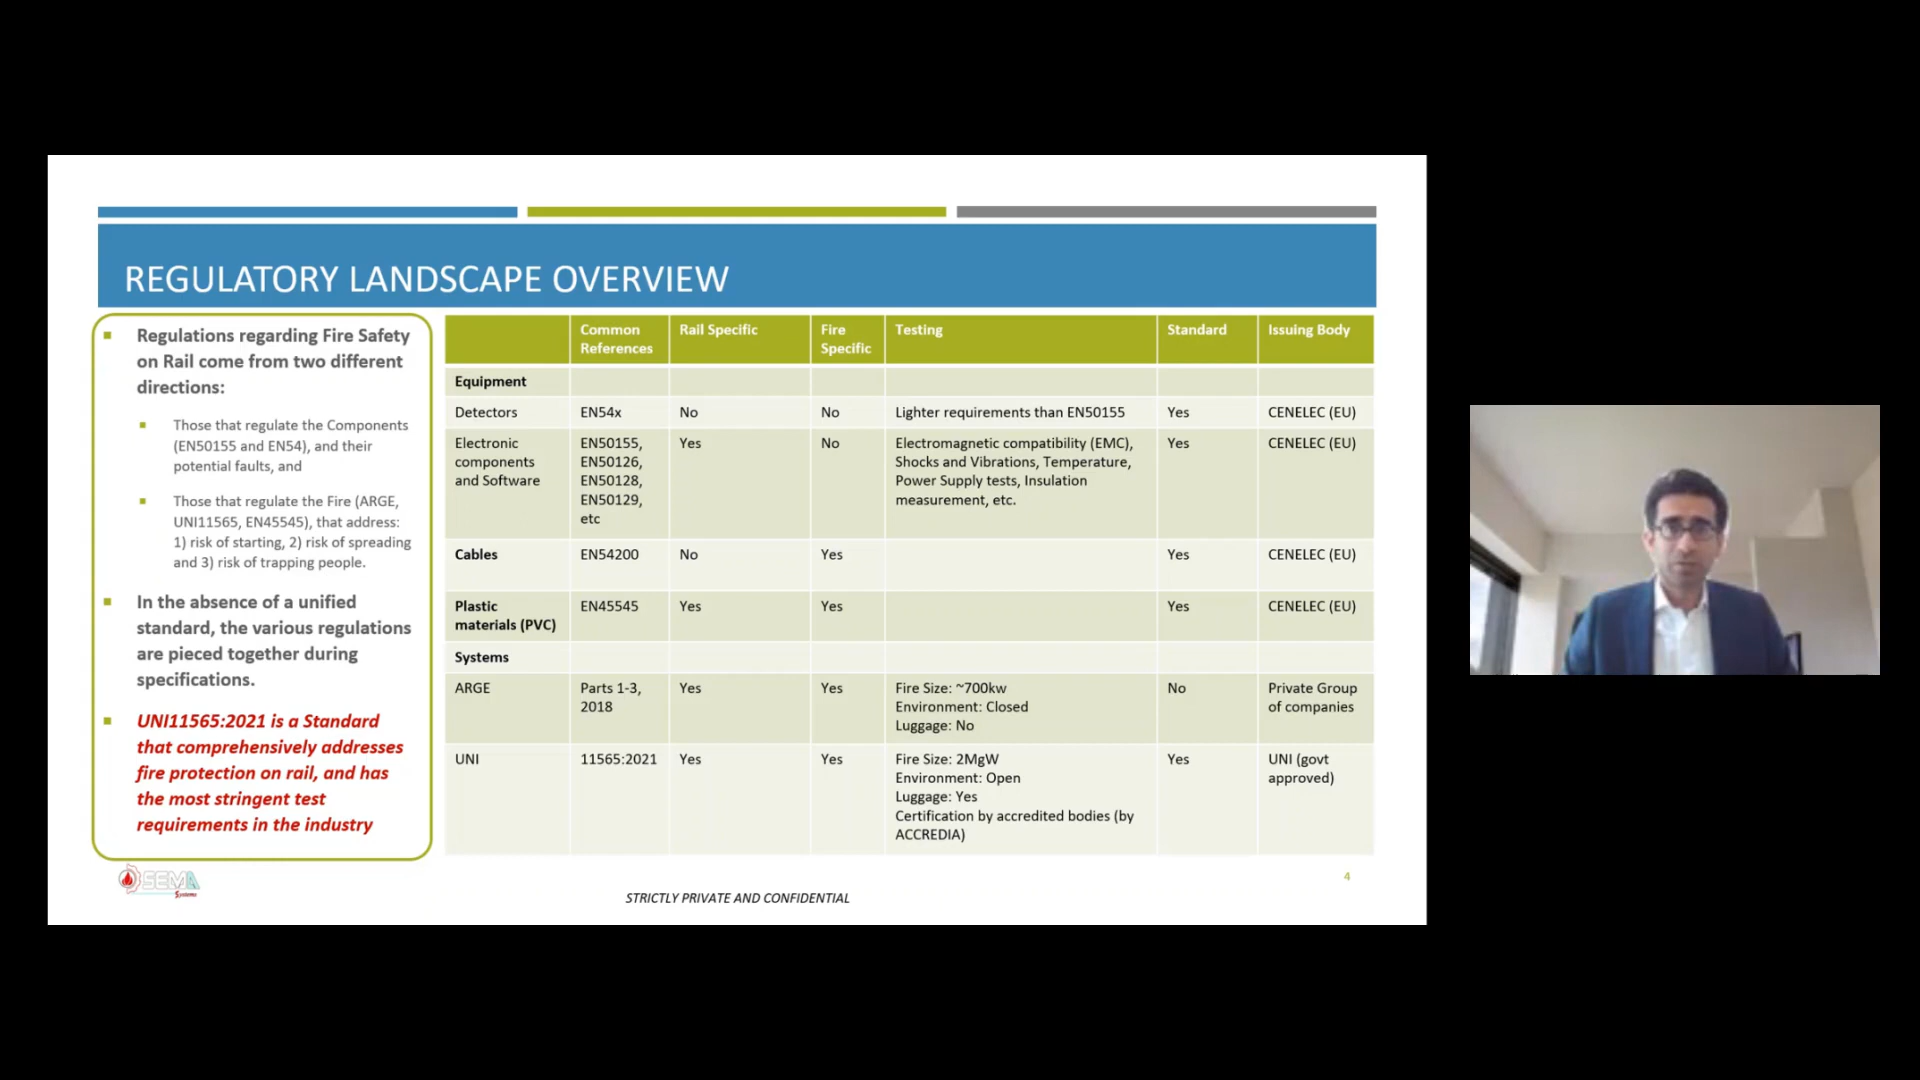 REGULATORY LANDSCAPE OVERVIEW
Regulations regarding Fire Safety
on Rail come from two different
directions:
Those that regulate the Components
(EN50155 and EN54), and their
potential faults, and
Those that regulate the Fire (ARGE,
UNI11565, EN45545), that address:
1) risk of starting, 2) risk of spreading
and 3) risk of trapping people.
In the absence of a unified
standard, the various regulations
are pieced together during
specifications.
UNI11565:2021 is a Standard
that comprehensively addresses
fire protection on rail, and has
the most stringent test
requirements in the industry
Common
References
Rail Specific
Fire
Specific
Testing
Standard
Issuing Body
Equipment
Detectors
EN54x
No
No
Lighter requirements than EN50155
Yes
CENELEC (EU)
Electronic
components
and Software
EN50155,
EN50126,
EN50128,
EN50129,
etc
Yes
No
Electromagnetic compatibility (EMC),
Shocks and Vibrations, Temperature,
Power Supply tests, Insulation
measurement, etc.
Yes
CENELEC (EU)
Cables
EN54200
No
Yes
Yes
CENELEC (EU)
Plastic
materials (PVC)
EN45545
Yes
Yes
Yes
CENELEC (EU)
Systems
ARGE
Parts 1-3,
2018
Yes
Yes
Fire Size: ~700kw
Environment: Closed
Luggage: No
No
Private Group
of companies
UNI
11565:2021
Yes
Yes
Fire Size: 2MgW
Environment: Open
Luggage: Yes
Certification by accredited bodies (by
ACCREDIA)
Yes
UNI (govt
approved)
SEMA
Systems
STRICTLY PRIVATE AND CONFIDENTIAL
4